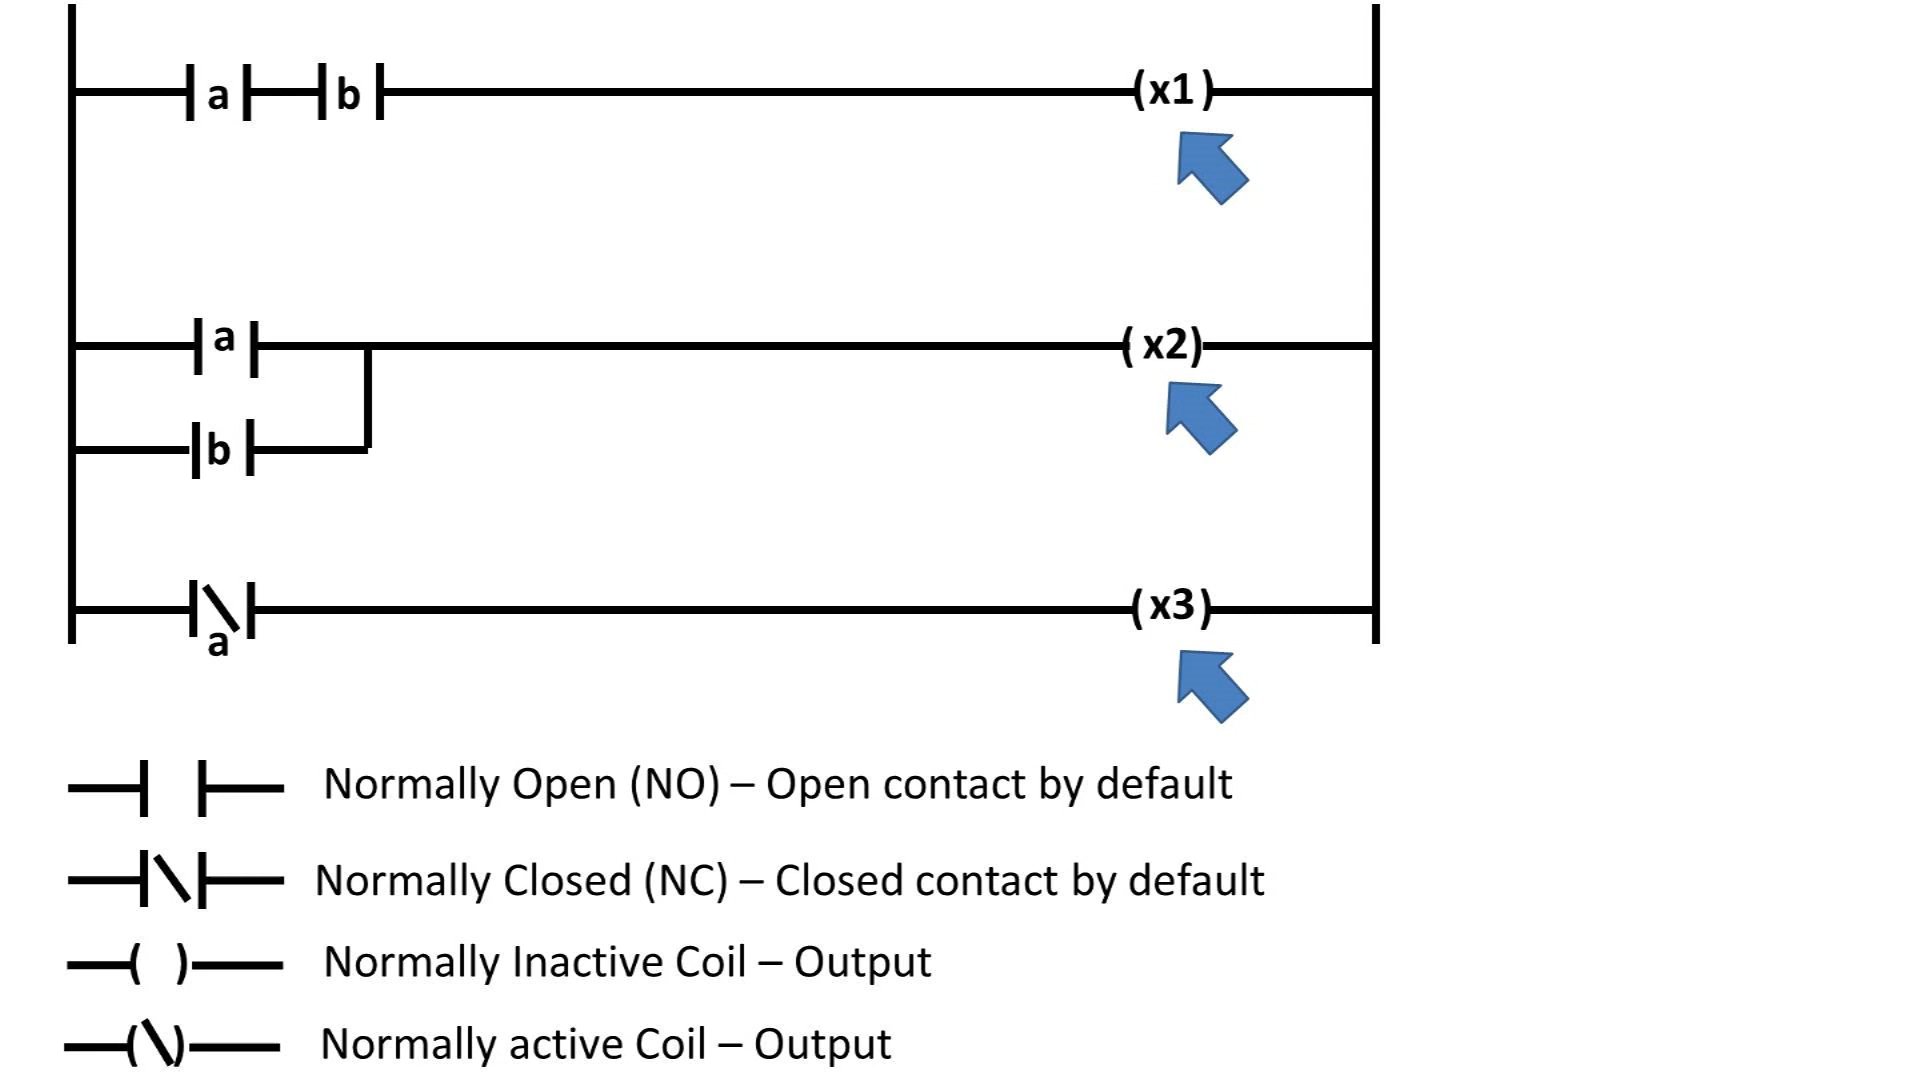 a b (x1)
a ( x2)
b
a (x3)
Normally Open (NO) – Open contact by default
Normally Closed (NC) – Closed contact by default
( ) Normally Inactive Coil – Output
(\) Normally active Coil – Output